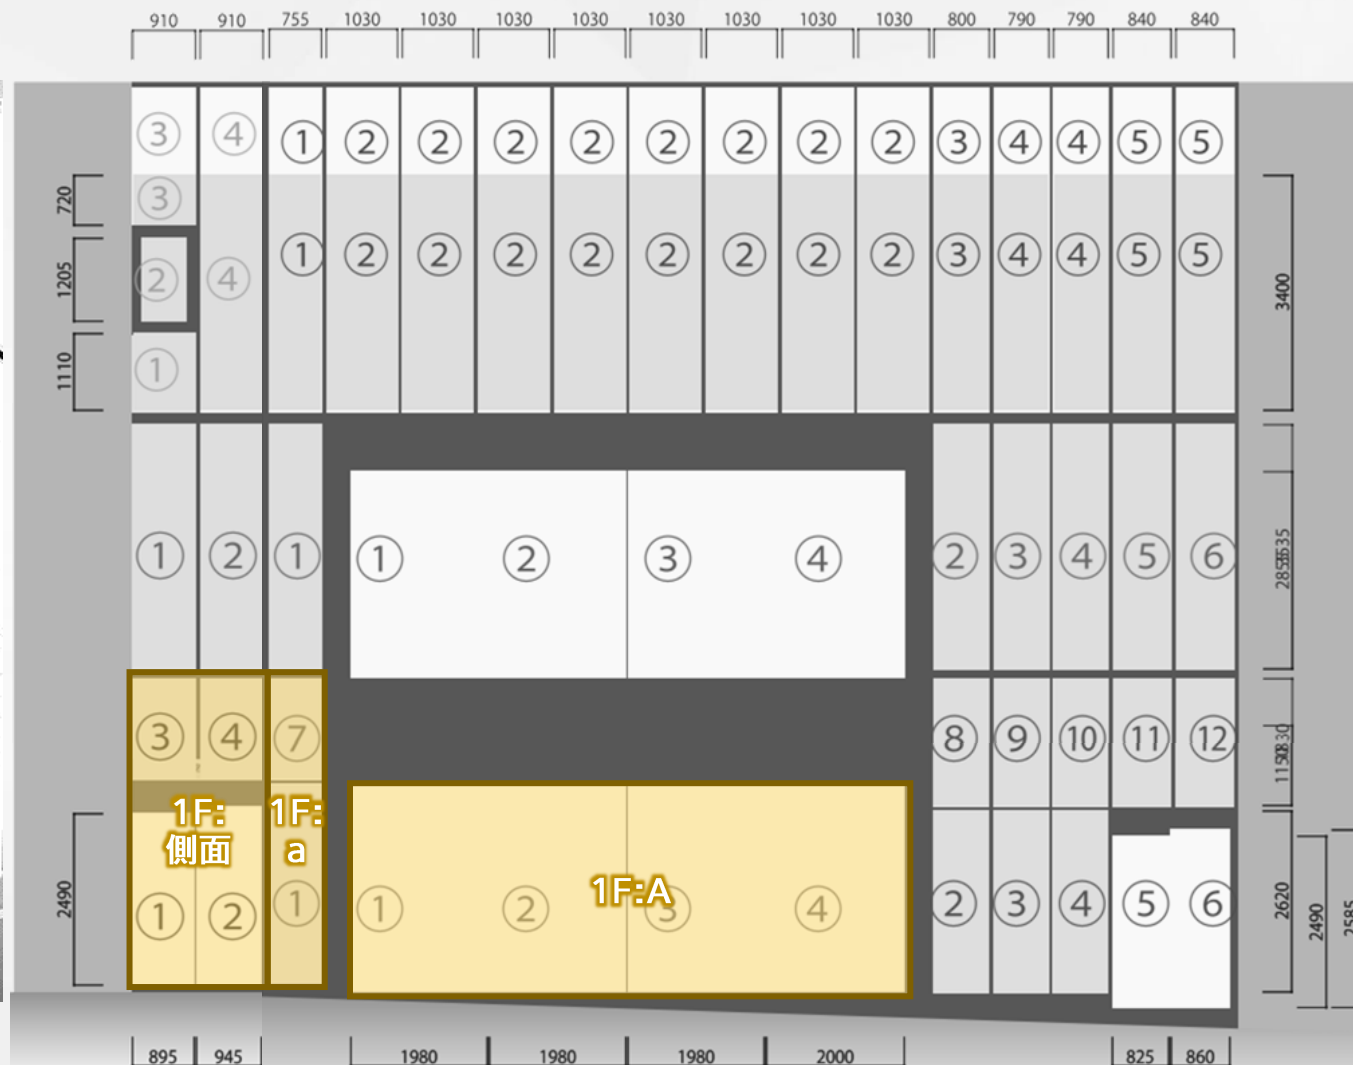 910 910 755 1030 1030 1030 1030 1030 1030 1030 1030 800 790 790 840 840
③ ④ ① ② ② ② ② ② ② ② ② ③ ④ ④ ⑤ ⑤
720 ③
① ② ② ② ② ② ② ② ② ③ ④ ④ ⑤ ⑤
1205 ② ④ 3400
1110 ①
① ② ① ① ② ③ ④ ② ③ ④ ⑤ ⑥
③ ④ ⑦ ⑧ ⑨ ⑩ ⑪ ⑫
1F: 1F:
側面 a
1F:A
2490 ① ② ① ① ② ③ ④ ② ③ ④ ⑤ ⑥ 2620 2490 2585
895 945 1980 1980 1980 2000 825 860